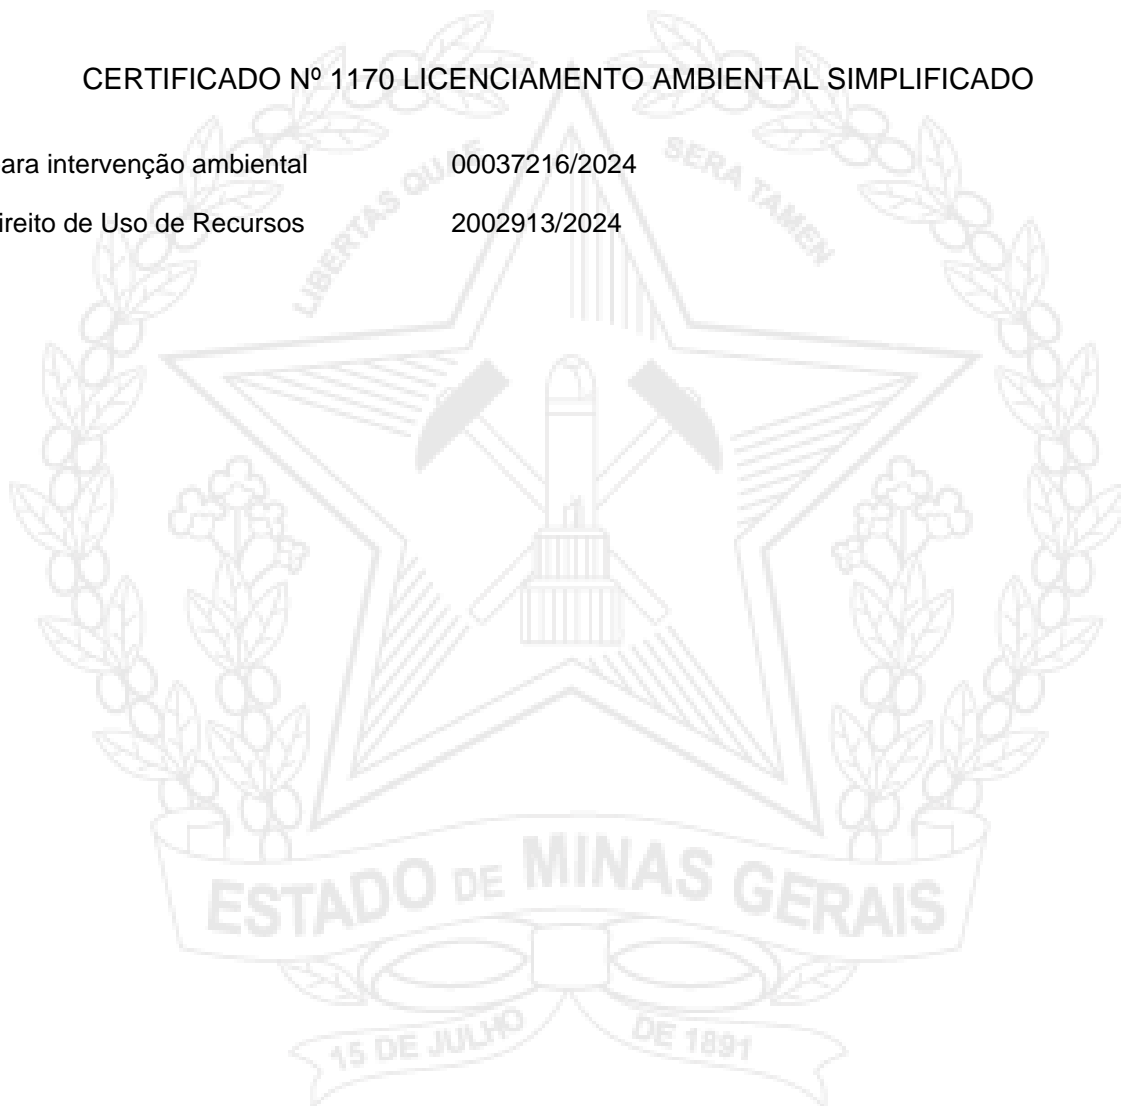 CERTIFICADO Nº 1170 LICENCIAMENTO AMBIENTAL SIMPLIFICADO
ara intervenção ambiental 00037216/2024
ireito de Uso de Recursos 2002913/2024
LIBERTAS QUÆ SERA TAMEN
ESTADO DE MINAS GERAIS
15 DE JULHO DE 1891